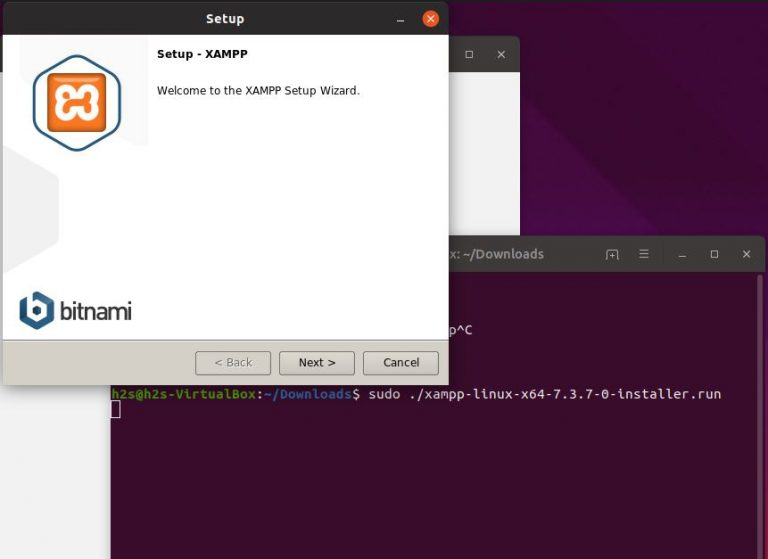 Setup
Setup - XAMPP
Welcome to the XAMPP Setup Wizard.
bitnami
< Back
Next >
Cancel
x: ~/Downloads
p^C
h2s@h2s-VirtualBox:~/Downloads$ sudo ./xampp-linux-x64-7.3.7-0-installer.run